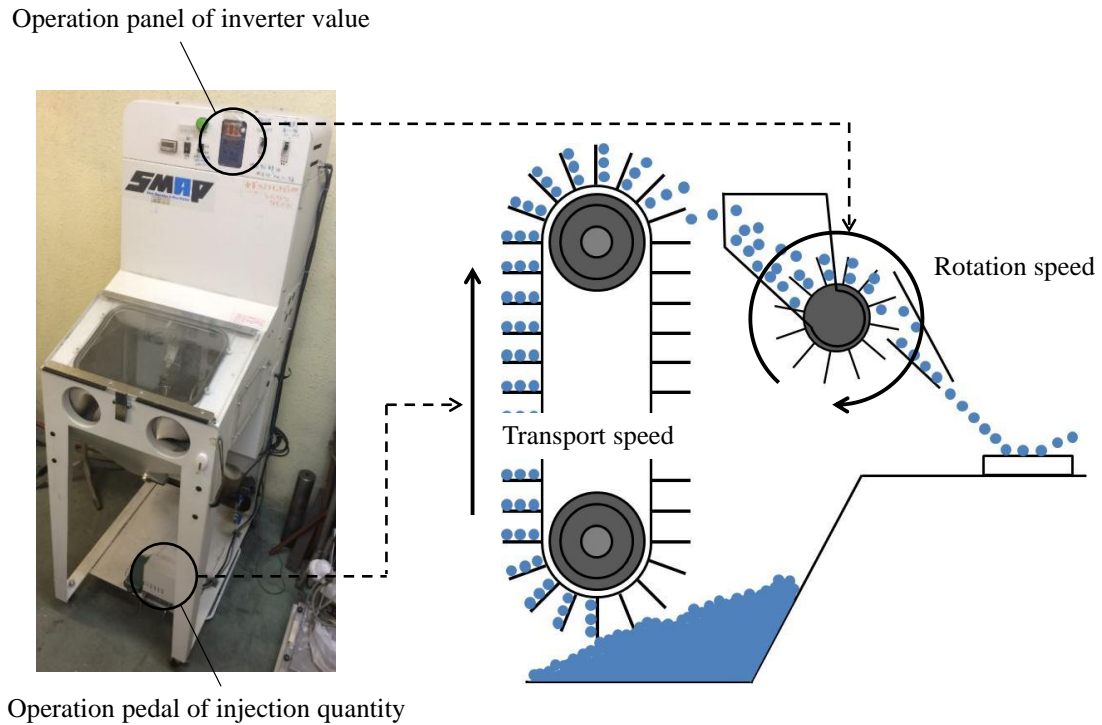 Operation panel of inverter value
SMAP
Rotation speed
Transport speed
Operation pedal of injection quantity